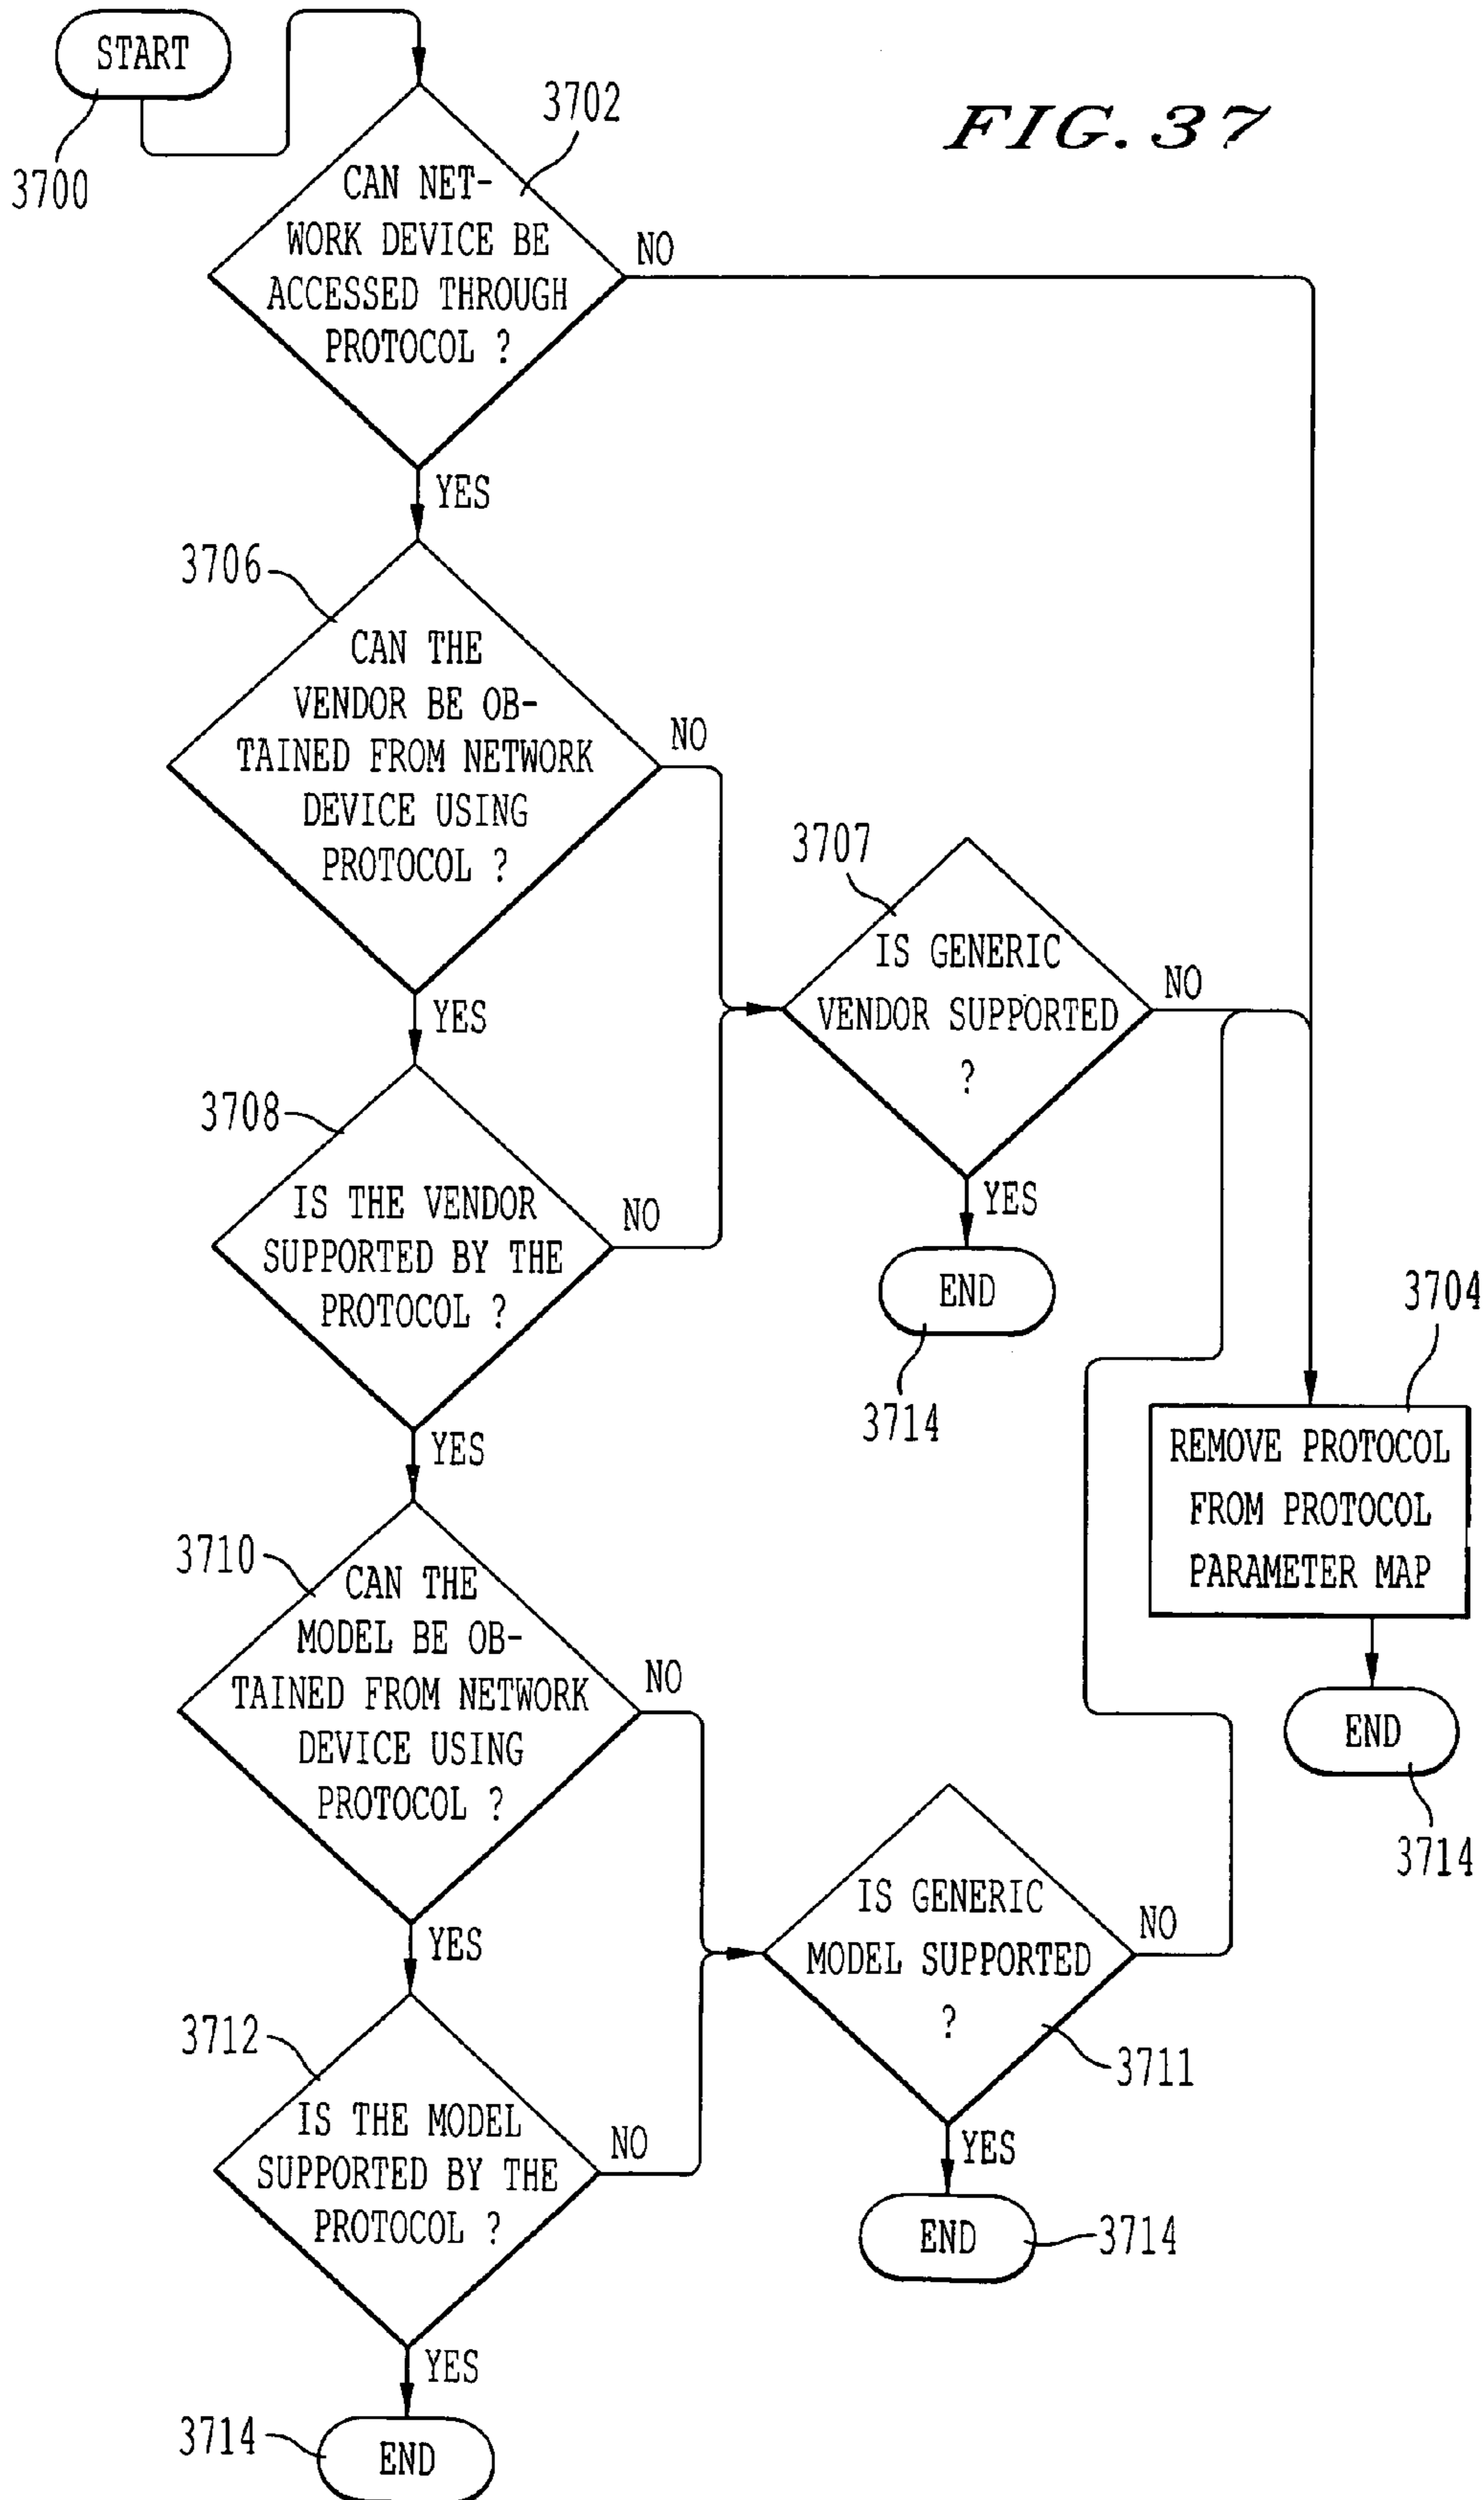 START
3700
FIG. 37
3702
CAN NET-
WORK DEVICE BE
ACCESSED THROUGH
PROTOCOL ?
NO
YES
3706
CAN THE
VENDOR BE OB-
TAINED FROM NETWORK
DEVICE USING
PROTOCOL ?
NO
YES
3707
IS GENERIC
VENDOR SUPPORTED
?
NO
YES
END
3714
3708
IS THE VENDOR
SUPPORTED BY THE
PROTOCOL ?
NO
YES
3704
REMOVE PROTOCOL
FROM PROTOCOL
PARAMETER MAP
END
3714
3710
CAN THE
MODEL BE OB-
TAINED FROM NETWORK
DEVICE USING
PROTOCOL ?
NO
YES
IS GENERIC
MODEL SUPPORTED
?
NO
3711
YES
END
3714
3712
IS THE MODEL
SUPPORTED BY THE
PROTOCOL ?
NO
YES
3714
END